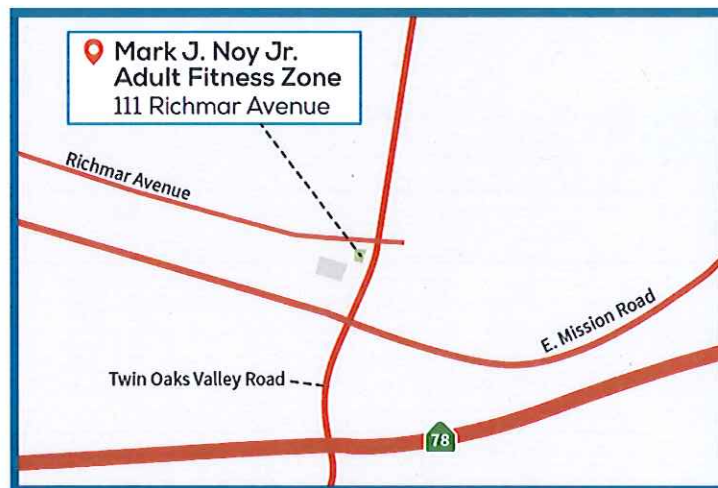 Mark J. Noy Jr.
Adult Fitness Zone
111 Richmar Avenue
Richmar Avenue
E. Mission Road
Twin Oaks Valley Road
78